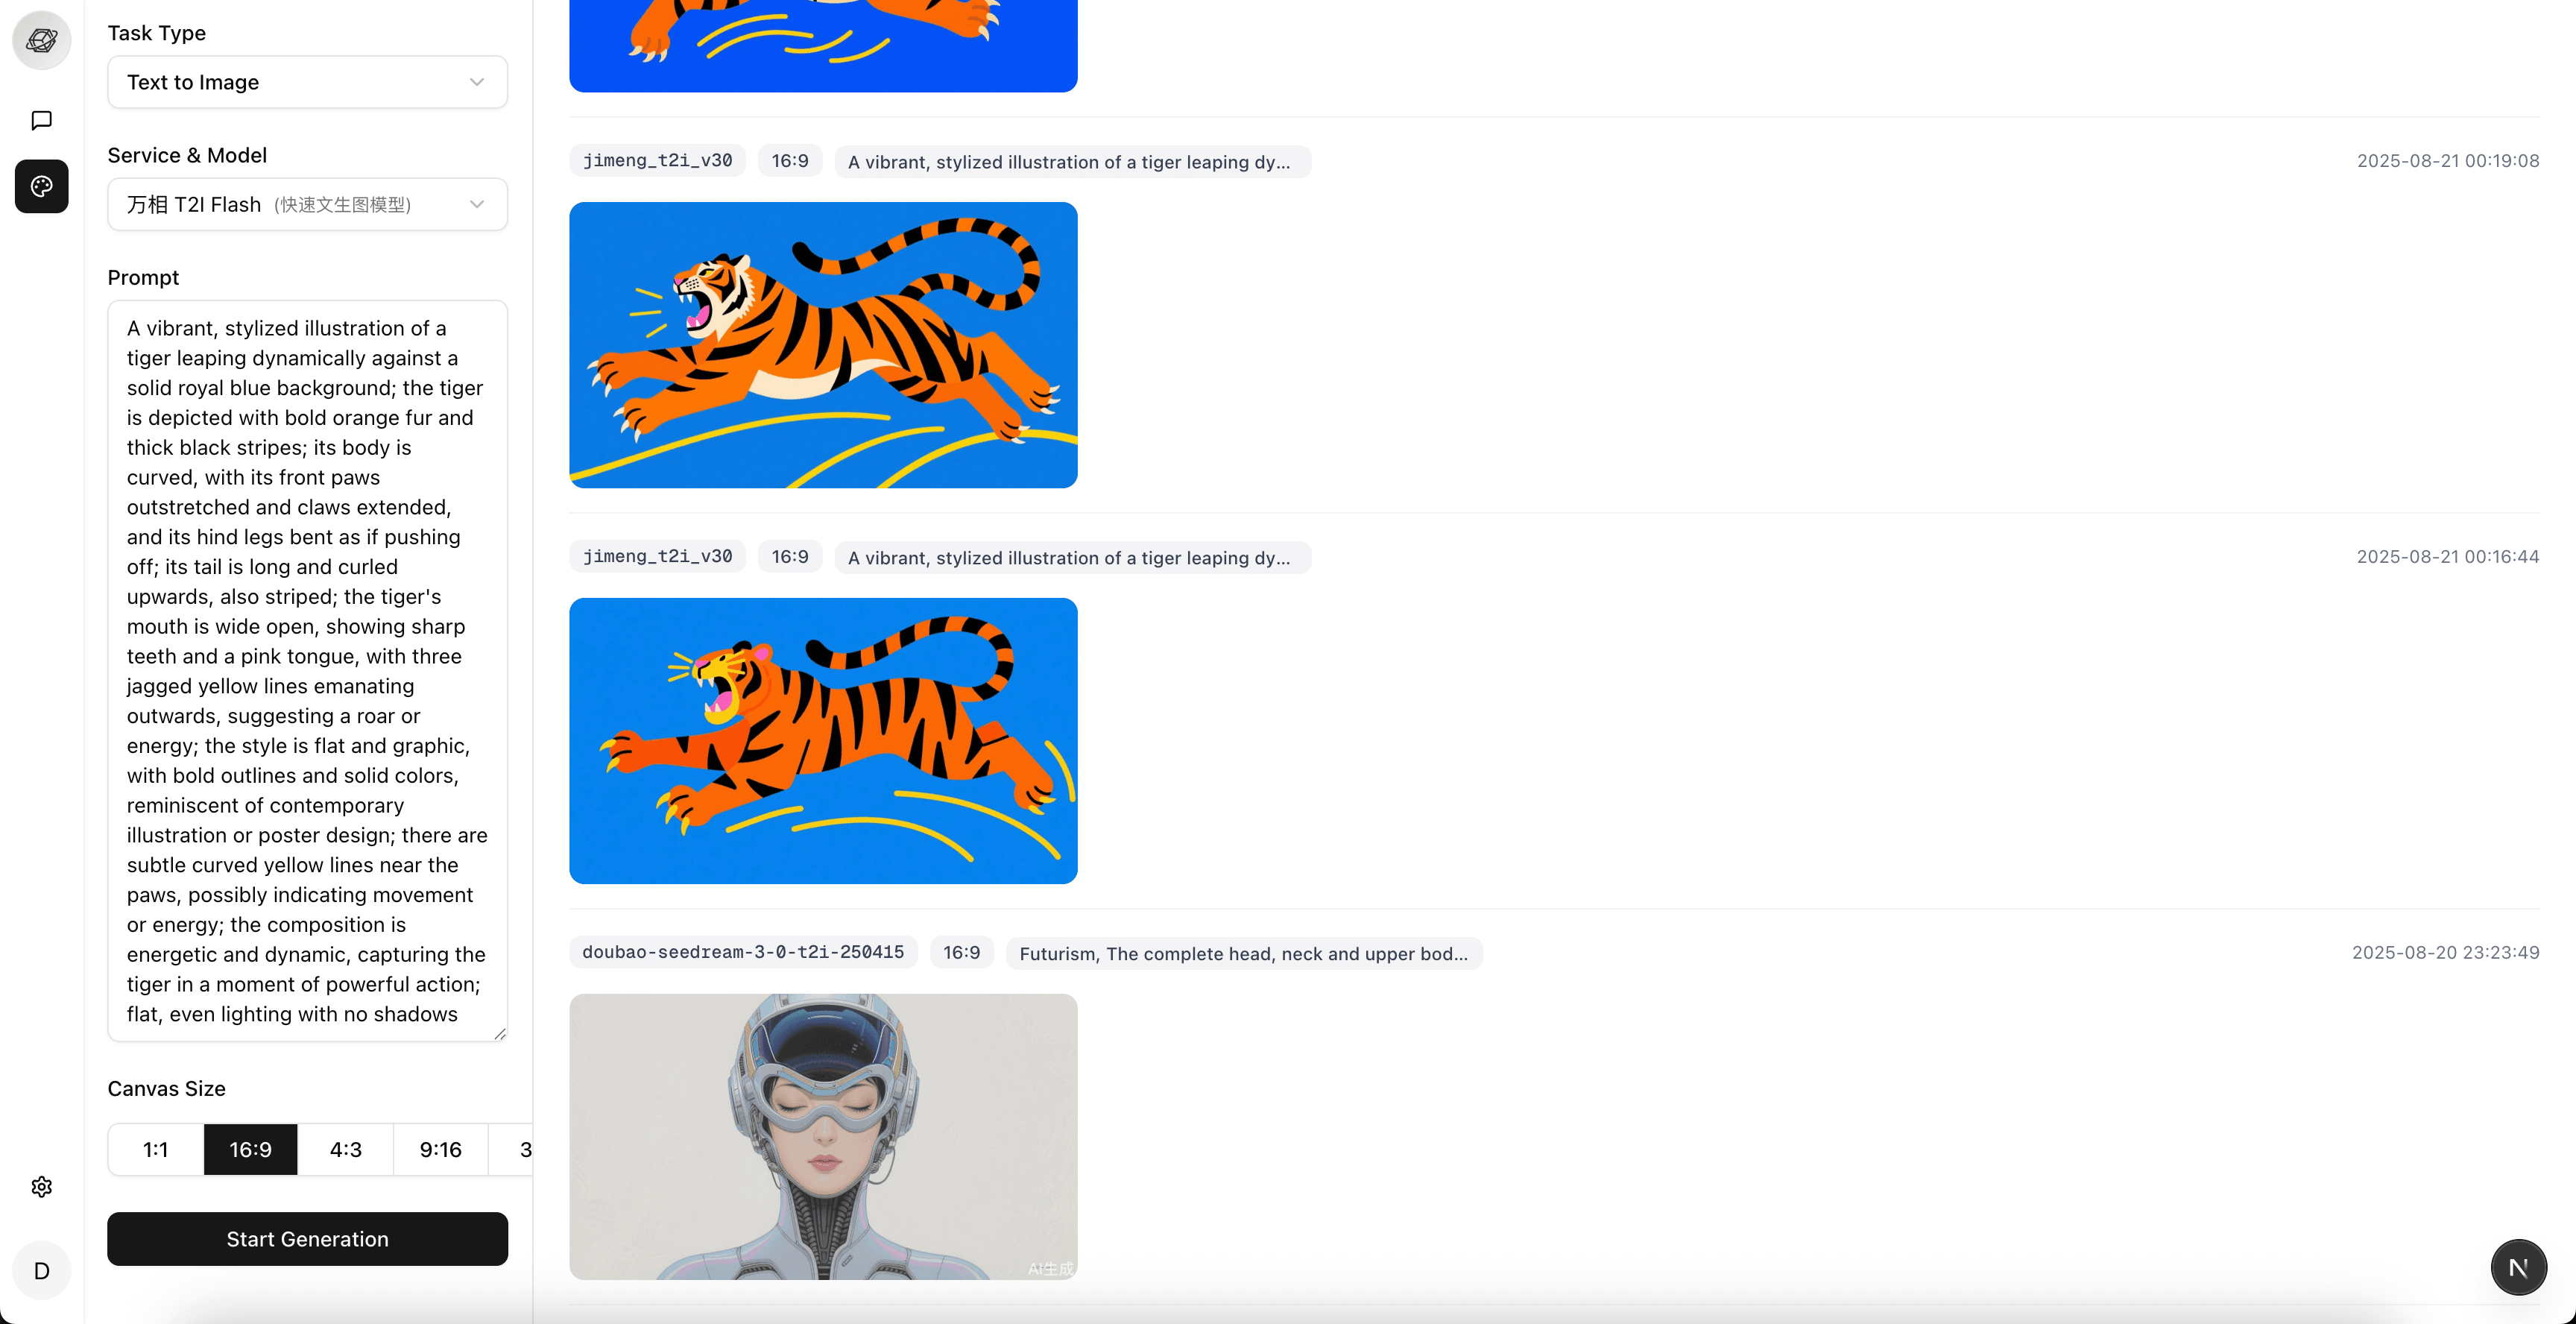 Task Type
Text to Image
Service & Model
万相 T2I Flash (快速文生图模型)
Prompt
A vibrant, stylized illustration of a
tiger leaping dynamically against a
solid royal blue background; the tiger
is depicted with bold orange fur and
thick black stripes; its body is
curved, with its front paws
outstretched and claws extended,
and its hind legs bent as if pushing
off; its tail is long and curled
upwards, also striped; the tiger's
mouth is wide open, showing sharp
teeth and a pink tongue, with three
jagged yellow lines emanating
outwards, suggesting a roar or
energy; the style is flat and graphic,
with bold outlines and solid colors,
reminiscent of contemporary
illustration or poster design; there are
subtle curved yellow lines near the
paws, possibly indicating movement
or energy; the composition is
energetic and dynamic, capturing the
tiger in a moment of powerful action;
flat, even lighting with no shadows
Canvas Size
1:1 16:9 4:3 9:16 3
Start Generation
D
jimeng_t2i_v30 16:9 A vibrant, stylized illustration of a tiger leaping dy... 2025-08-21 00:19:08
jimeng_t2i_v30 16:9 A vibrant, stylized illustration of a tiger leaping dy... 2025-08-21 00:16:44
doubao-seedream-3-0-t2i-250415 16:9 Futurism, The complete head, neck and upper bod... 2025-08-20 23:23:49
AI生成
N